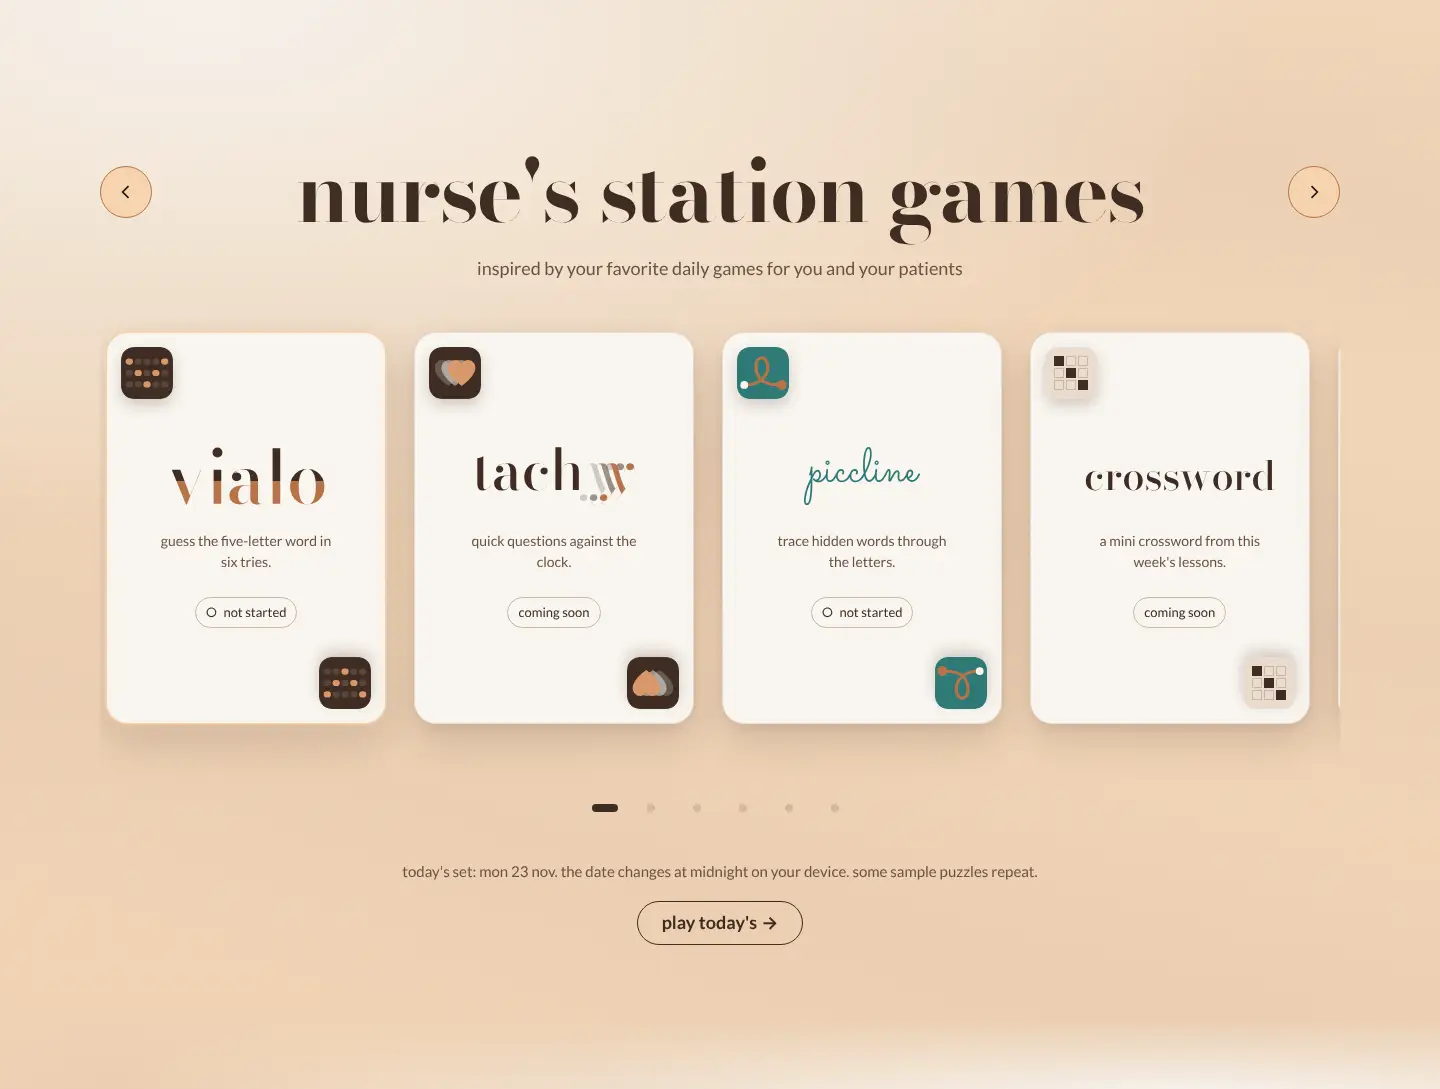 nurse's station games
inspired by your favorite daily games for you and your patients
vialo
guess the five-letter word in
six tries.
not started
tachy
quick questions against the
clock.
coming soon
piccline
trace hidden words through
the letters.
not started
crossword
a mini crossword from this
week's lessons.
coming soon
today's set: mon 23 nov. the date changes at midnight on your device. some sample puzzles repeat.
play today's →